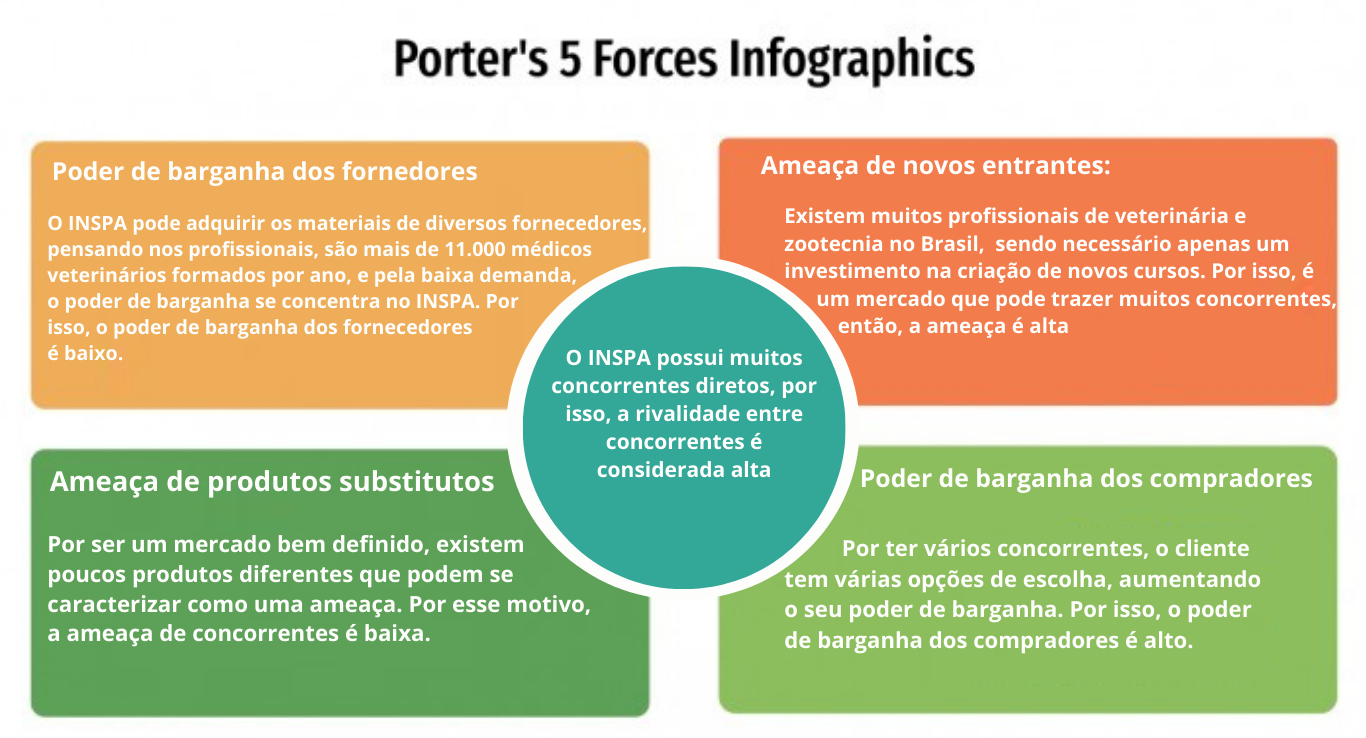 Porter's 5 Forces Infographics
Poder de barganha dos fornedores
O INSPA pode adquirir os materiais de diversos fornecedores,
pensando nos profissionais, são mais de 11.000 médicos
veterinários formados por ano, e pela baixa demanda,
o poder de barganha se concentra no INSPA. Por
isso, o poder de barganha dos fornecedores
é baixo.
Ameaça de novos entrantes:
Existem muitos profissionais de veterinária e
zootecnia no Brasil, sendo necessário apenas um
investimento na criação de novos cursos. Por isso, é
um mercado que pode trazer muitos concorrentes,
então, a ameaça é alta
O INSPA possui muitos
concorrentes diretos, por
isso, a rivalidade entre
concorrentes é
considerada alta
Ameaça de produtos substitutos
Por ser um mercado bem definido, existem
poucos produtos diferentes que podem se
caracterizar como uma ameaça. Por esse motivo,
a ameaça de concorrentes é baixa.
Poder de barganha dos compradores
Por ter vários concorrentes, o cliente
tem várias opções de escolha, aumentando
o seu poder de barganha. Por isso, o poder
de barganha dos compradores é alto.